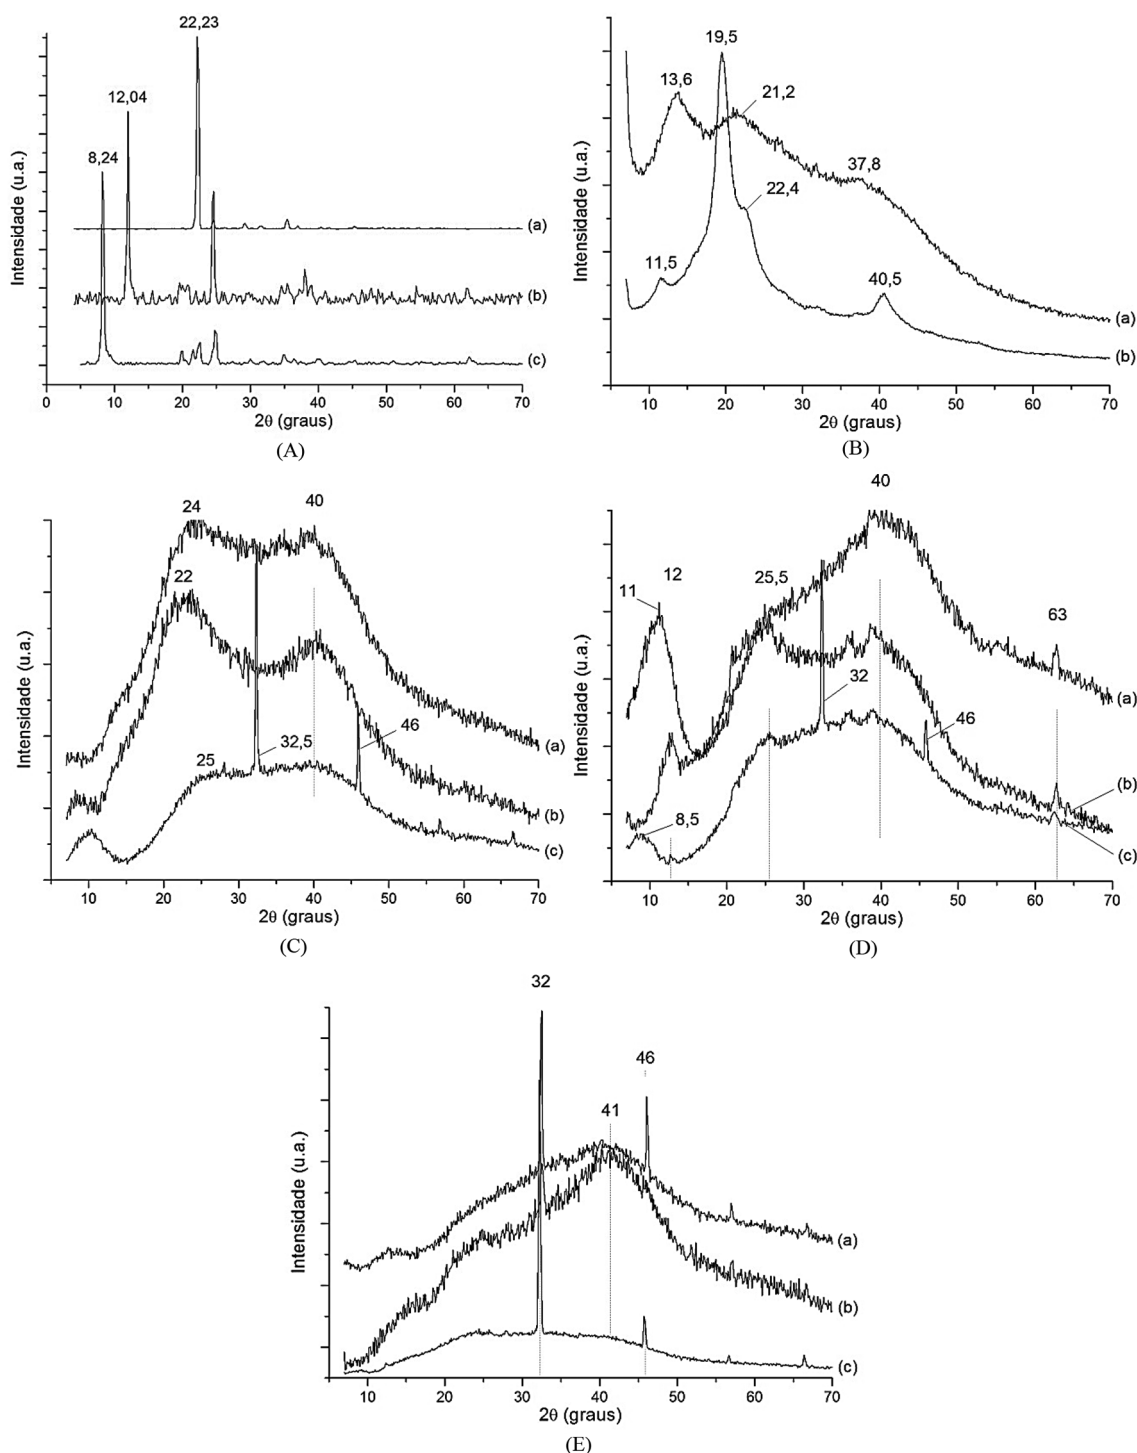 22,23
12,04
8,24
Intensidade (u.a.)
(a)
(b)
(c)
0 10 20 30 40 50 60 70
2θ (graus)
(A)
19,5
13,6
21,2
37,8
22,4
11,5
40,5
Intensidade (u.a.)
(a)
(b)
10 20 30 40 50 60 70
2θ (graus)
(B)
24
40
22
Intensidade (u.a.)
(a)
46
32,5
25
(b)
(c)
10 20 30 40 50 60 70
2θ (graus)
(C)
40
12
25,5
11
63
Intensidade (u.a.)
(a)
32
46
(b)
8,5
(c)
10 20 30 40 50 60 70
2θ (graus)
(D)
32
46
41
Intensidade (u.a.)
(a)
(b)
(c)
10 20 30 40 50 60 70
2θ (graus)
(E)